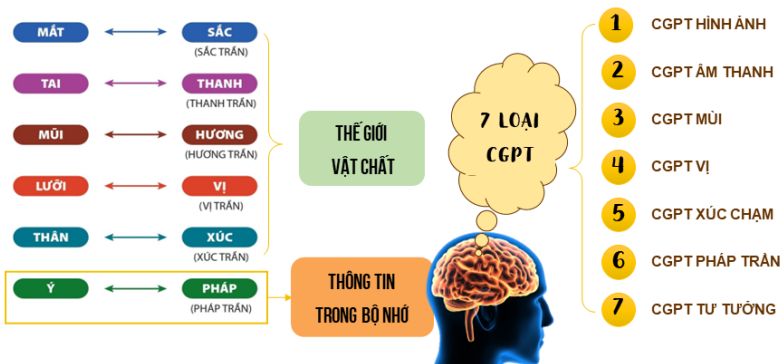 MẮT
SẮC
(SẮC TRẦN)
TAI
THANH
(THANH TRẦN)
MŨI
HƯƠNG
(HƯƠNG TRẦN)
LƯỠI
VỊ
(VỊ TRẦN)
THÂN
XÚC
(XÚC TRẦN)
Ý
PHÁP
(PHÁP TRẦN)
THẾ GIỚI
VẬT CHẤT
THÔNG TIN
TRONG BỘ NHỚ
7 LOẠI
CGPT
1 CGPT HÌNH ẢNH
2 CGPT ÂM THANH
3 CGPT MÙI
4 CGPT VỊ
5 CGPT XÚC CHẠM
6 CGPT PHÁP TRẦN
7 CGPT TƯ TƯỞNG